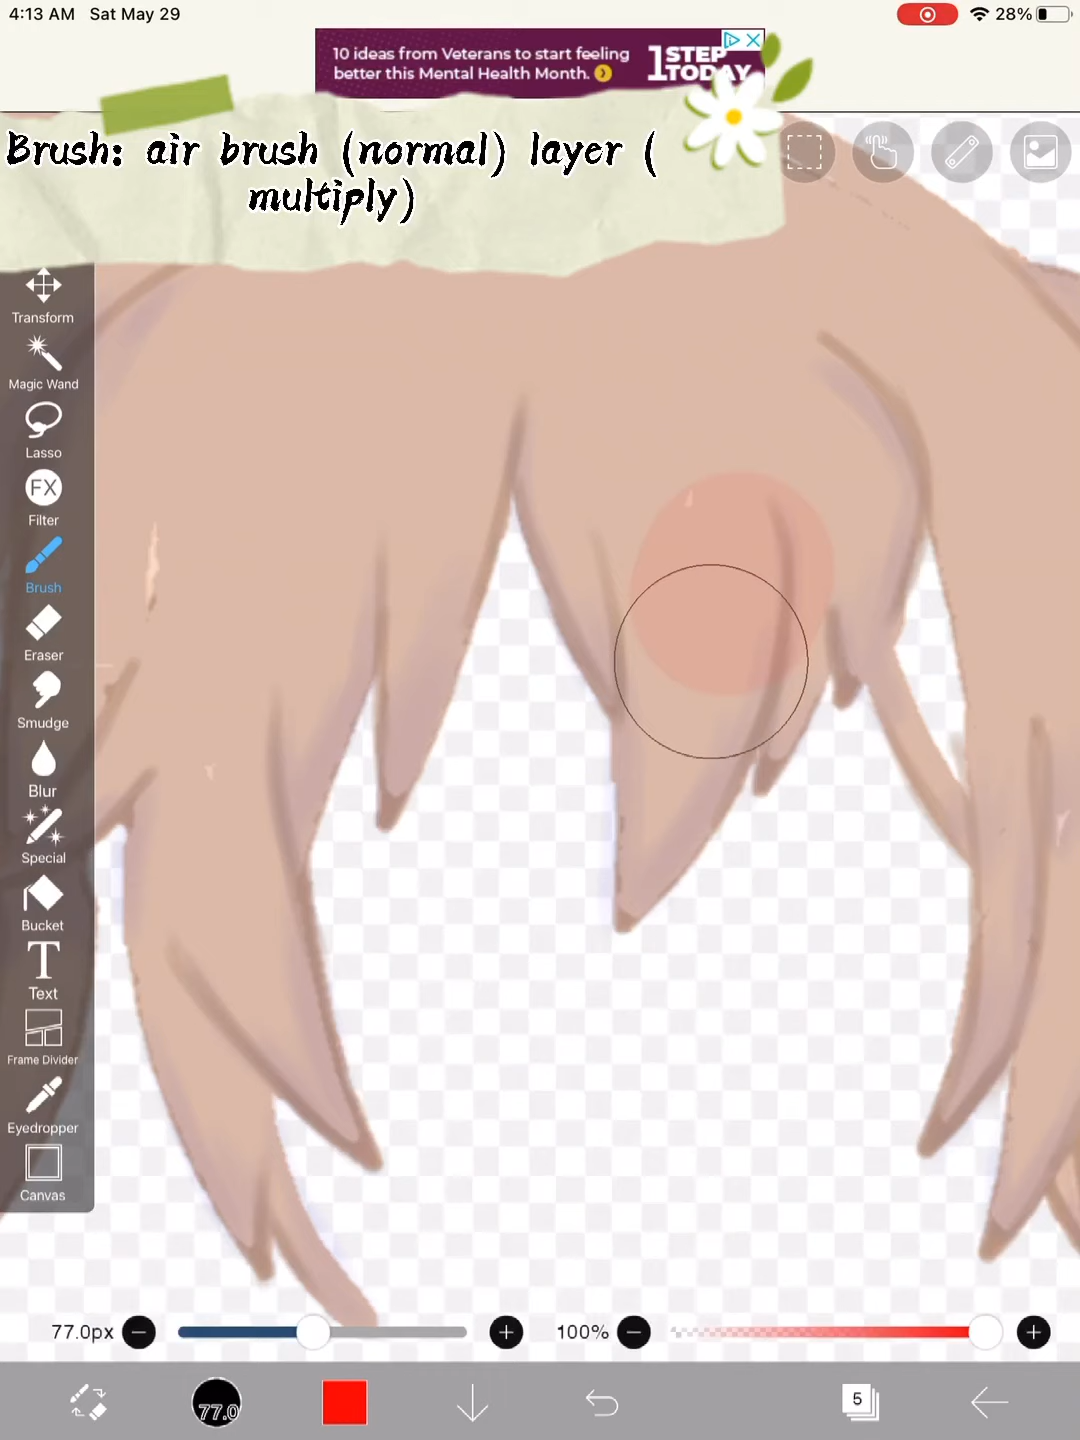 4:13 AM Sat May 29
28%
10 ideas from Veterans to start feeling
better this Mental Health Month.
1STEP
TODAY
Brush: air brush (normal) layer (
multiply)
Transform
Magic Wand
Lasso
FX
Filter
Brush
Eraser
Smudge
Blur
Special
Bucket
T
Text
Frame Divider
Eyedropper
Canvas
77.0px
100%
77.0
5